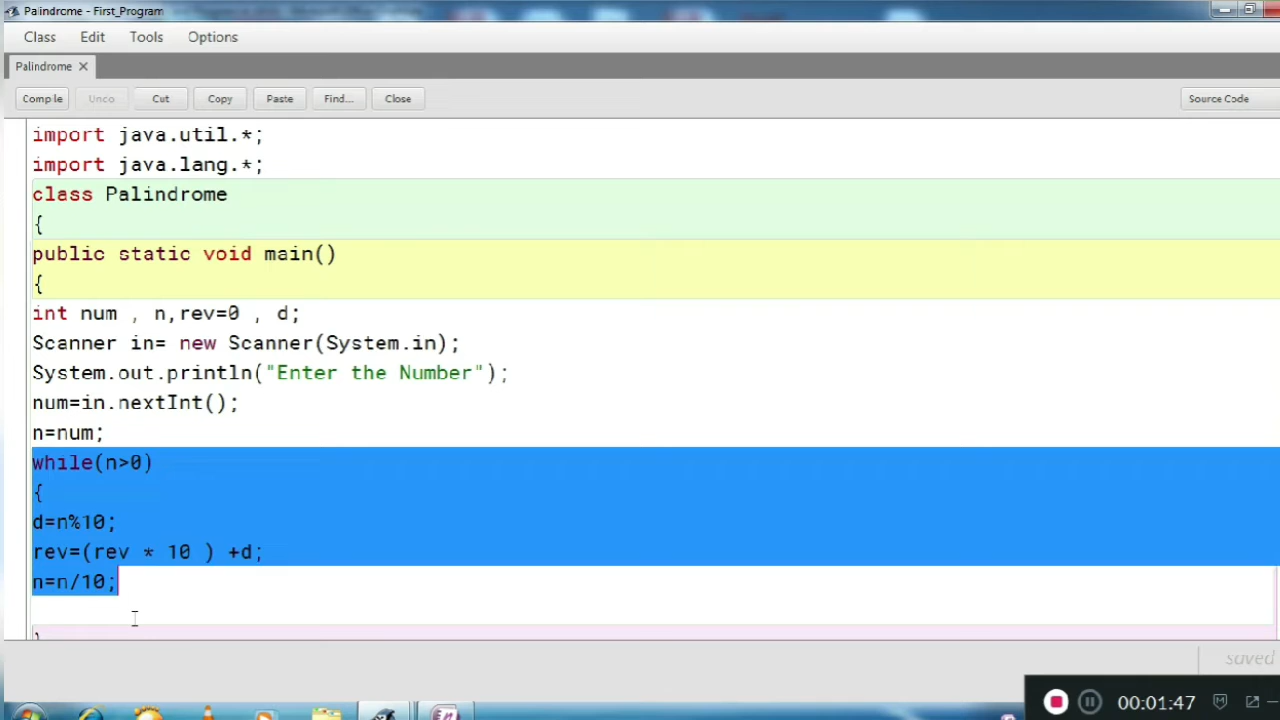 Palindrome - First_Program
Class Edit Tools Options
Palindrome
Compile Undo Cut Copy Paste Find... Close Source Code
import java.util.*;
import java.lang.*;
class Palindrome
{
public static void main()
{
int num , n,rev=0 , d;
Scanner in= new Scanner(System.in);
System.out.println("Enter the Number");
num=in.nextInt();
n=num;
while(n>0)
{
d=n%10;
rev=(rev * 10 ) +d;
n=n/10;
saved
00:01:47